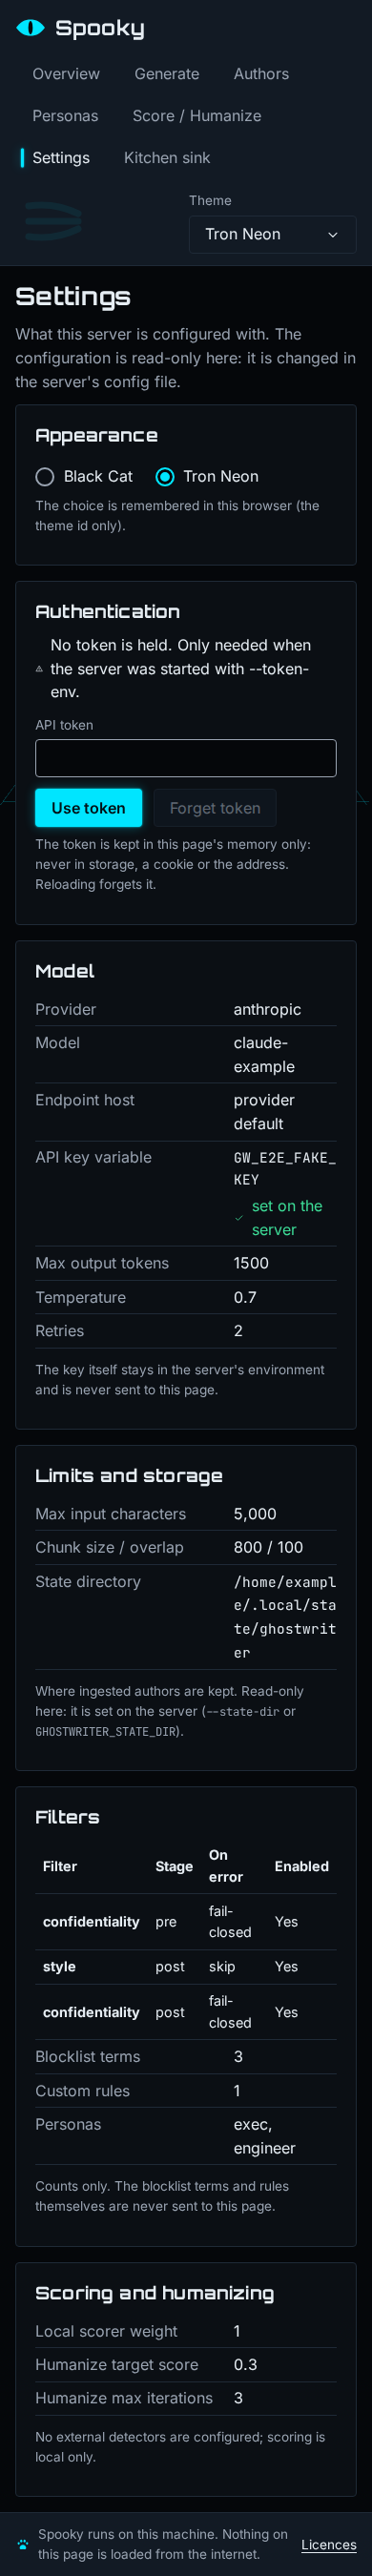 Spooky
Overview
Generate
Authors
Personas
Score / Humanize
Settings
Kitchen sink
Theme
Tron Neon
Settings
What this server is configured with. The
configuration is read-only here: it is changed in
the server's config file.
Appearance
Black Cat
Tron Neon
The choice is remembered in this browser (the
theme id only).
Authentication
No token is held. Only needed when
the server was started with --token-
env.
API token
Use token
Forget token
The token is kept in this page's memory only:
never in storage, a cookie or the address.
Reloading forgets it.
Model
Provider anthropic
Model claude-
example
Endpoint host provider
default
API key variable GW_E2E_FAKE_
KEY
set on the
server
Max output tokens 1500
Temperature 0.7
Retries 2
The key itself stays in the server's environment
and is never sent to this page.
Limits and storage
Max input characters 5,000
Chunk size / overlap 800 / 100
State directory /home/exampl
e/.local/sta
te/ghostwrit
er
Where ingested authors are kept. Read-only
here: it is set on the server (--state-dir or
GHOSTWRITER_STATE_DIR).
Filters
Filter Stage On
error Enabled
confidentiality pre fail-
closed Yes
style post skip Yes
confidentiality post fail-
closed Yes
Blocklist terms 3
Custom rules 1
Personas exec,
engineer
Counts only. The blocklist terms and rules
themselves are never sent to this page.
Scoring and humanizing
Local scorer weight 1
Humanize target score 0.3
Humanize max iterations 3
No external detectors are configured; scoring is
local only.
Spooky runs on this machine. Nothing on
this page is loaded from the internet.
Licences